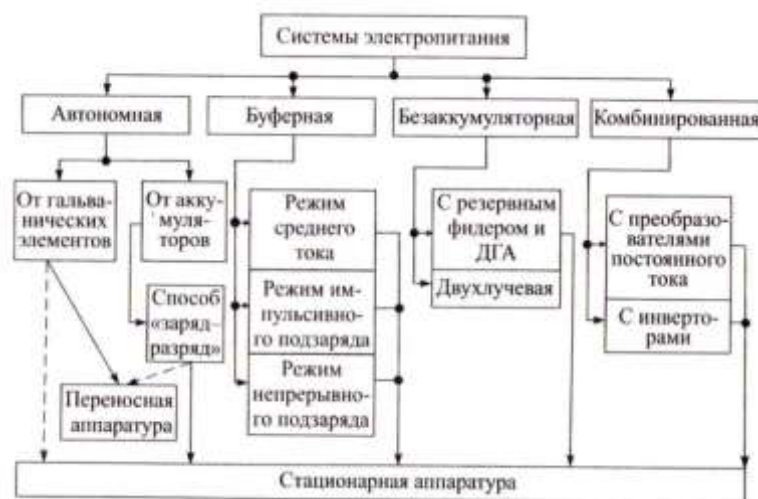 Системы электропитания
Автономная
Буферная
Безаккумуляторная
Комбинированная
От гальва-
нических
элементов
От акку-
муля-
торов
Режим
среднего
тока
С резервным
фидером и
ДГА
С преобразо-
вателями
постоянного
тока
Двухлучевая
Способ
«заряд–
разряд»
Режим им-
пульсивно-
го подзаряда
С инверто-
рами
Переносная
аппаратура
Режим
непрерывно-
го подзаряда
Стационарная аппаратура